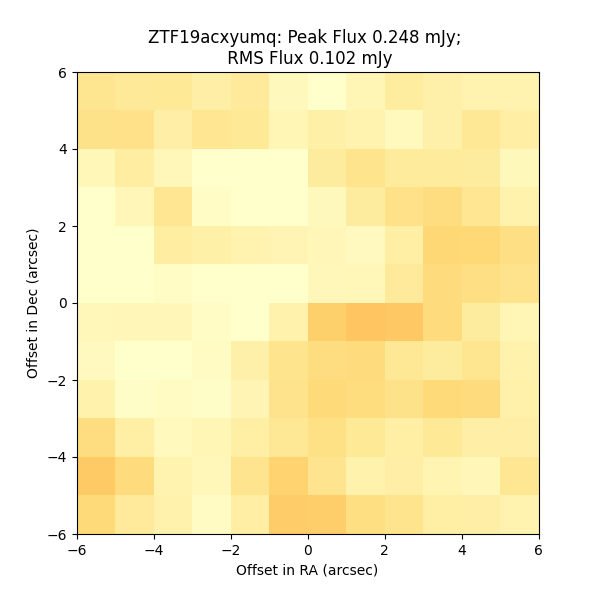 ZTF19acxyumq: Peak Flux 0.248 mJy;
RMS Flux 0.102 mJy
6
4
2
0
−2
−4
−6
Offset in Dec (arcsec)
−6 −4 −2 0 2 4 6
Offset in RA (arcsec)